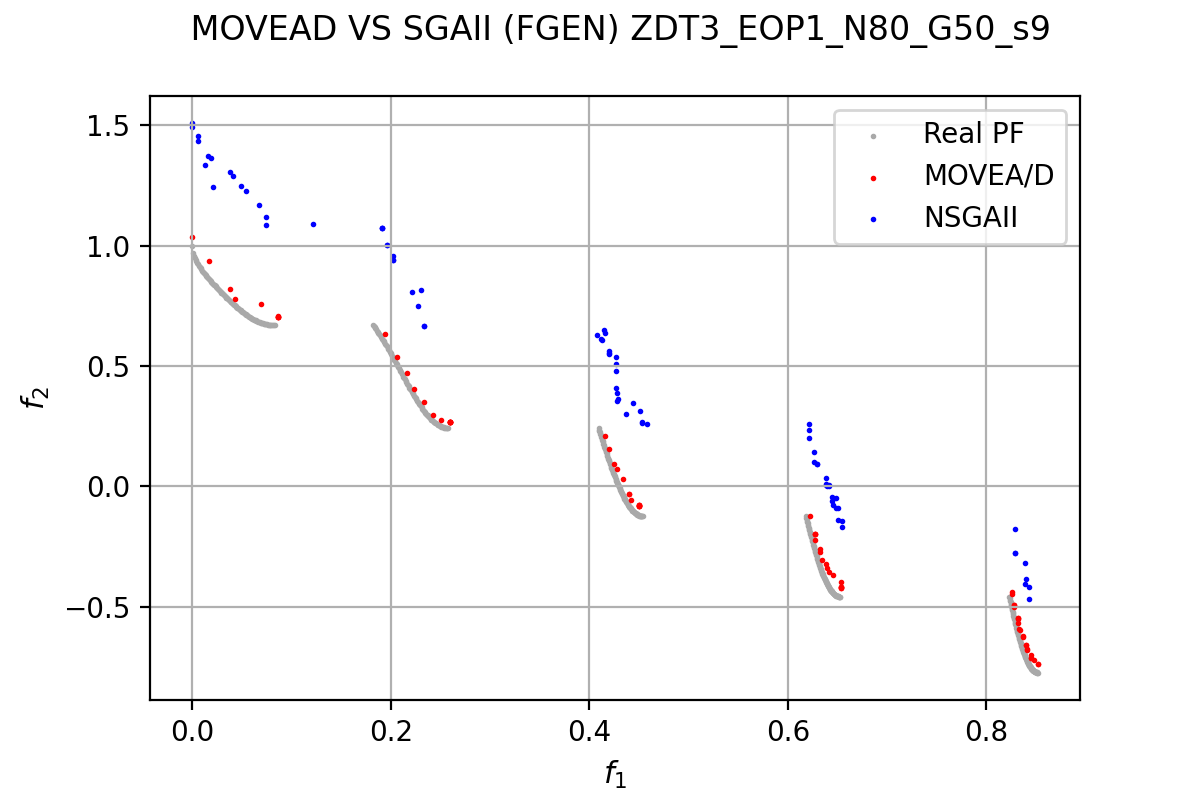 MOVEAD VS SGAII (FGEN) ZDT3_EOP1_N80_G50_s9
1.5
1.0
0.5
0.0
−0.5
f2
Real PF
MOVEA/D
NSGAII
0.0 0.2 0.4 0.6 0.8
f1